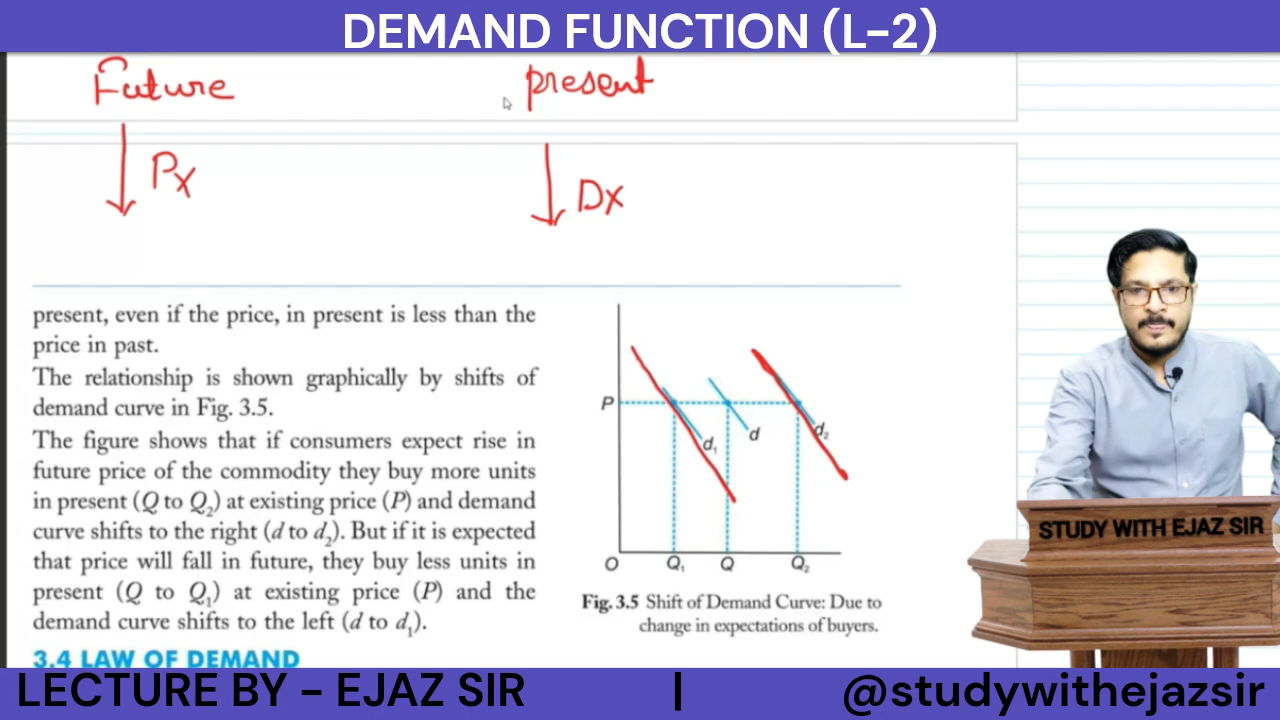 DEMAND FUNCTION (L-2)
Future
present
Px
Dx
present, even if the price, in present is less than the
price in past.
The relationship is shown graphically by shifts of
demand curve in Fig. 3.5.
The figure shows that if consumers expect rise in
future price of the commodity they buy more units
in present (Q to Q₂) at existing price (P) and demand
curve shifts to the right (d to d₂). But if it is expected
that price will fall in future, they buy less units in
present (Q to Q₁) at existing price (P) and the
demand curve shifts to the left (d to d₁).
3.4 LAW OF DEMAND
P
d₁
d
d₂
O
Q₁
Q
Q₂
Fig. 3.5 Shift of Demand Curve: Due to
change in expectations of buyers.
STUDY WITH EJAZ SIR
LECTURE BY - EJAZ SIR | @studywithejazsir